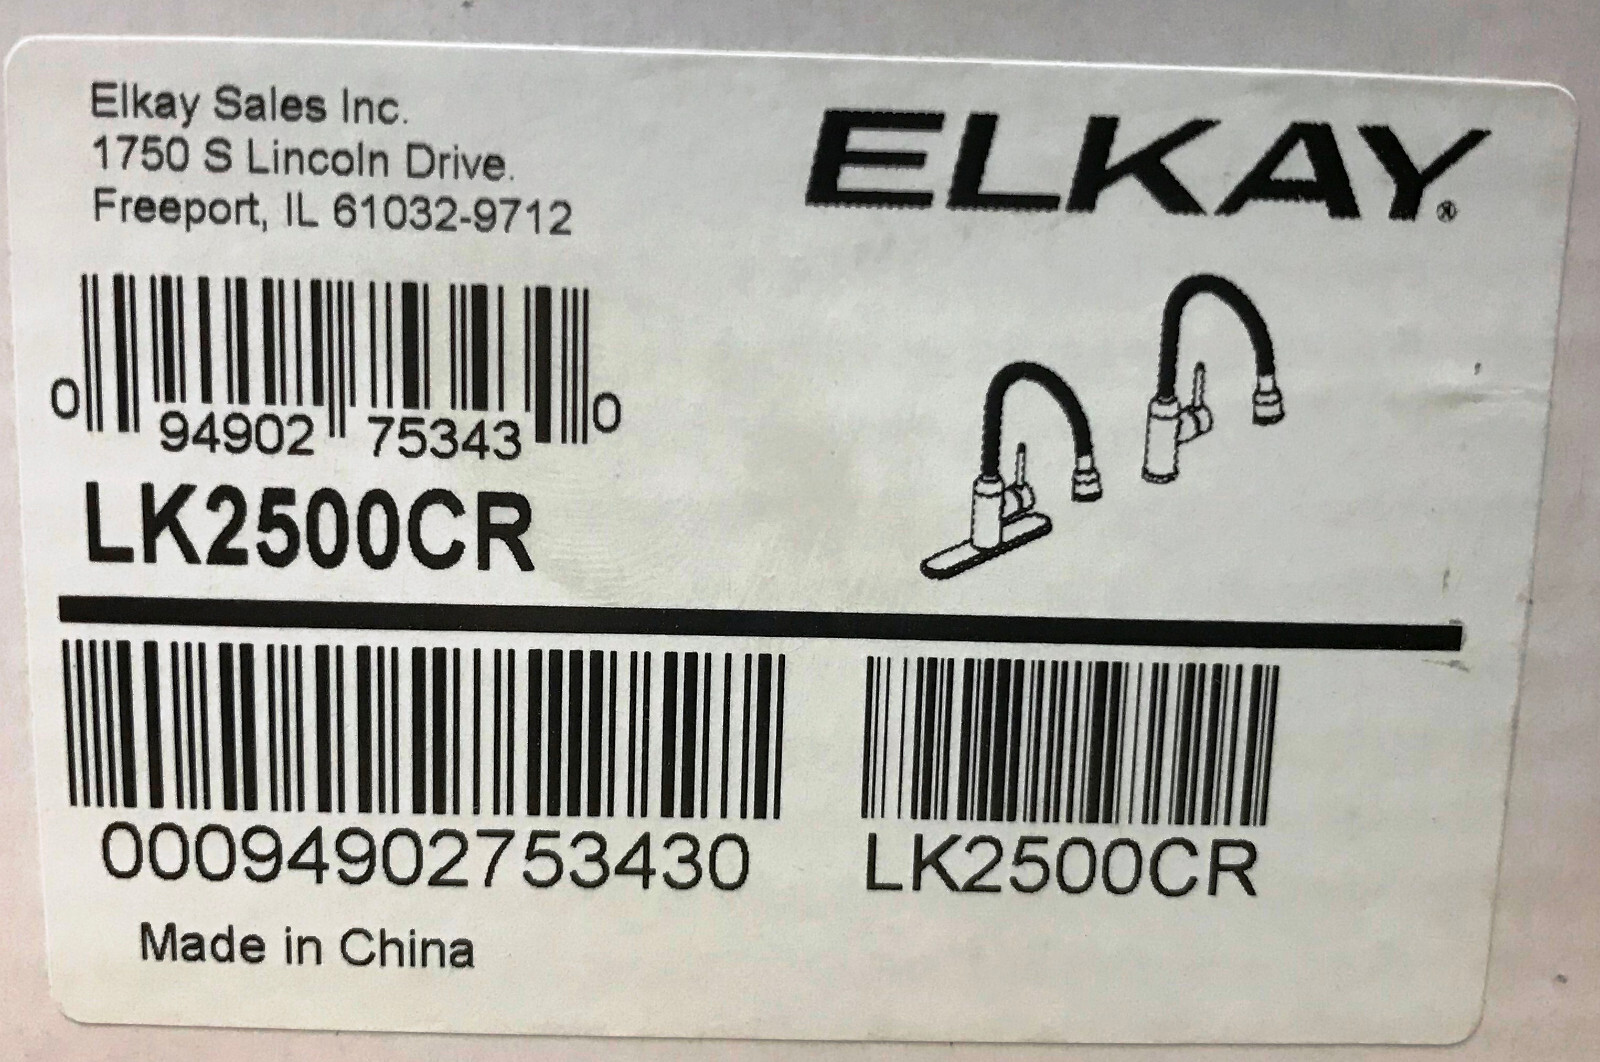 Elkay Sales Inc.
1750 S Lincoln Drive.
Freeport, IL 61032-9712
ELKAY®
0 94902 75343 0
LK2500CR
00094902753430
LK2500CR
Made in China